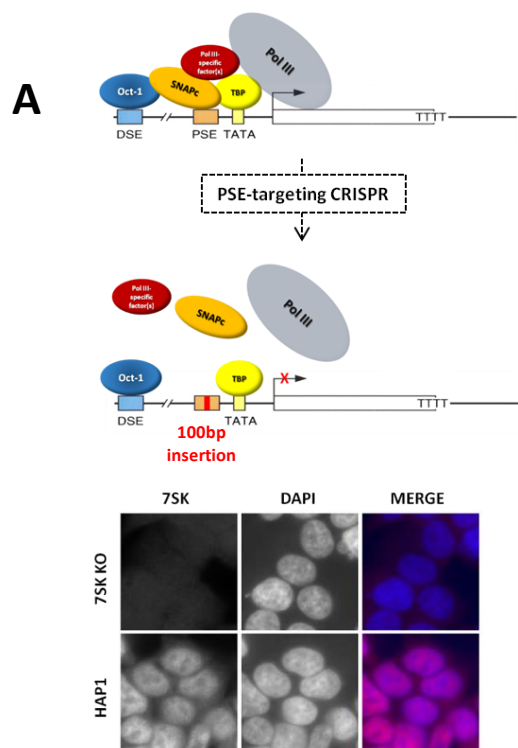 A
Pol III
Pol III-
specific
factor(s)
Oct-1
SNAPc
TBP
TTTT
DSE
PSE
TATA
PSE-targeting CRISPR
Pol III-
specific
factor(s)
SNAPc
Pol III
Oct-1
TBP
X
TTTT
DSE
TATA
100bp
insertion
7SK
DAPI
MERGE
7SK KO
HAP1